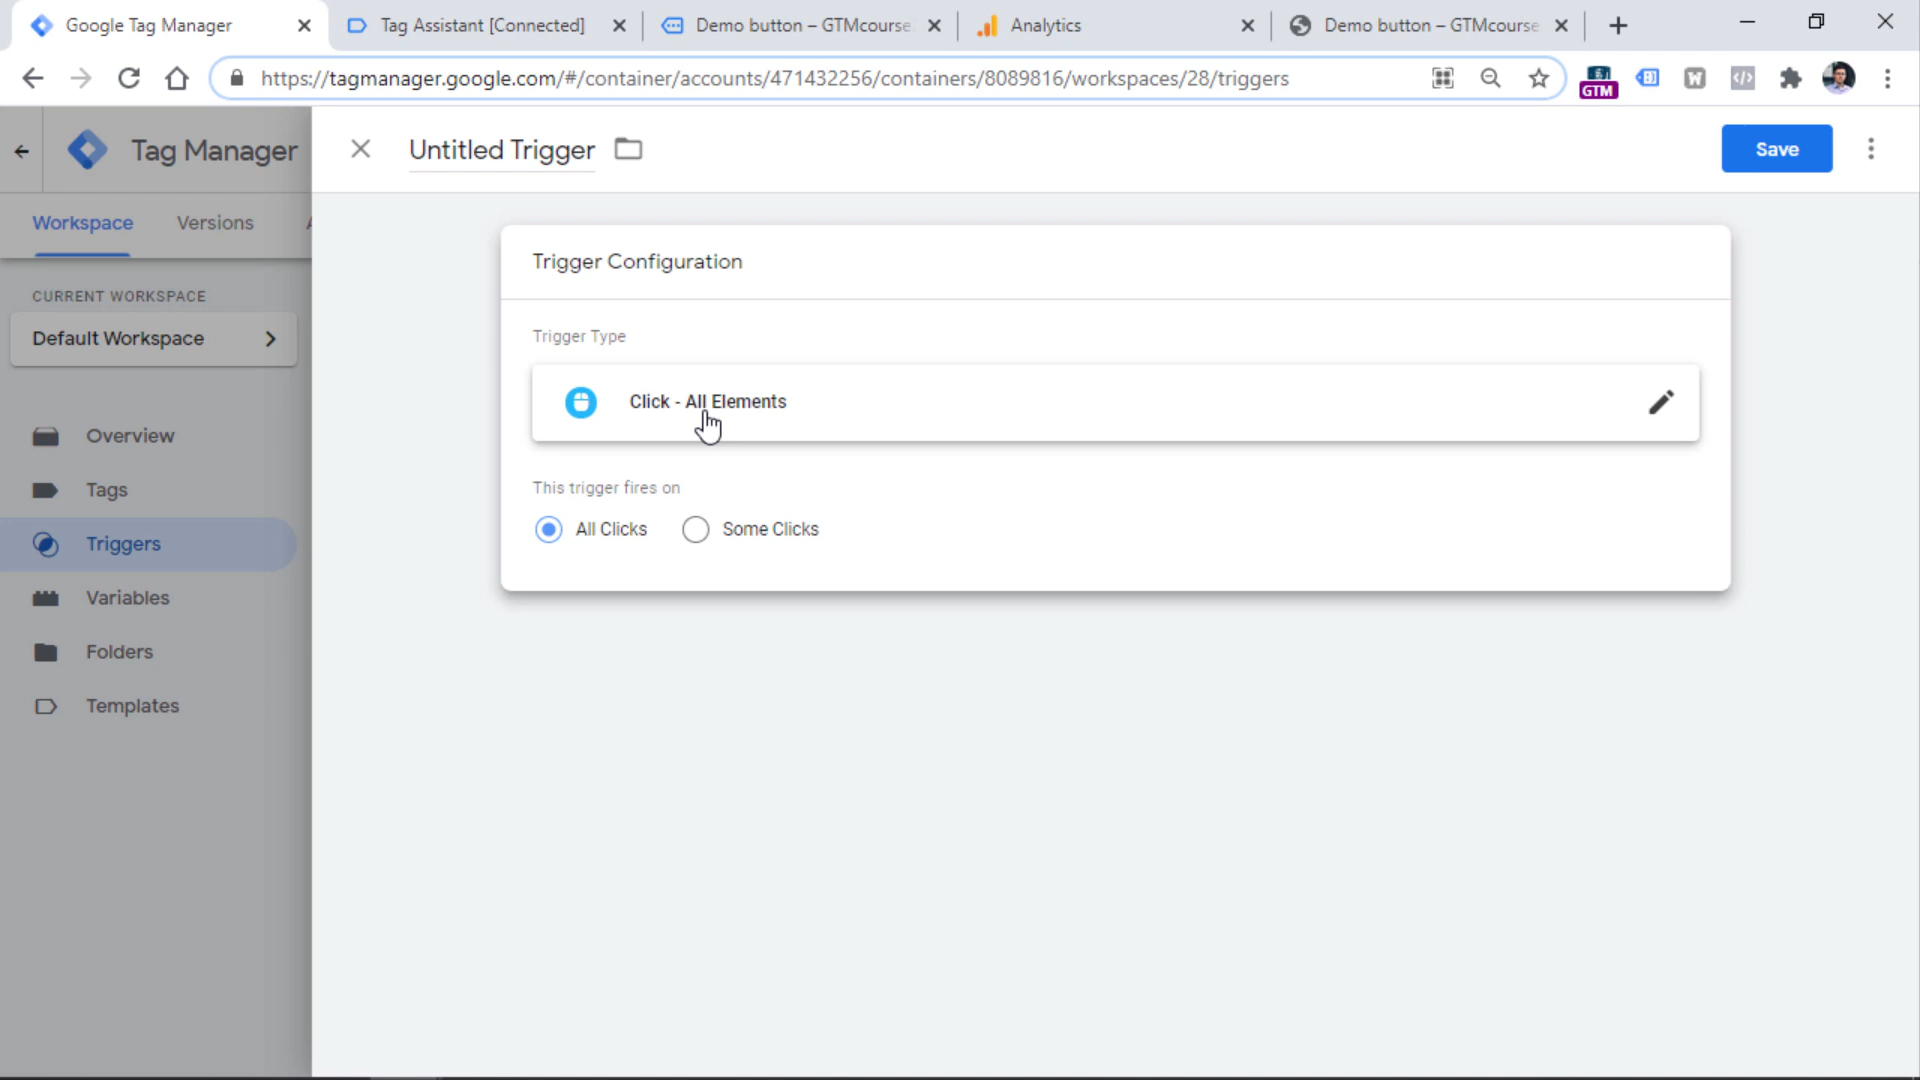 Google Tag Manager
Tag Assistant [Connected]
Demo button – GTMcourse
Analytics
Demo button – GTMcourse
https://tagmanager.google.com/#/container/accounts/471432256/containers/8089816/workspaces/28/triggers
GTM
Tag Manager
Untitled Trigger
Save
Workspace
Versions
Trigger Configuration
CURRENT WORKSPACE
Default Workspace
Trigger Type
Click - All Elements
Overview
Tags
This trigger fires on
All Clicks
Some Clicks
Triggers
Variables
Folders
Templates